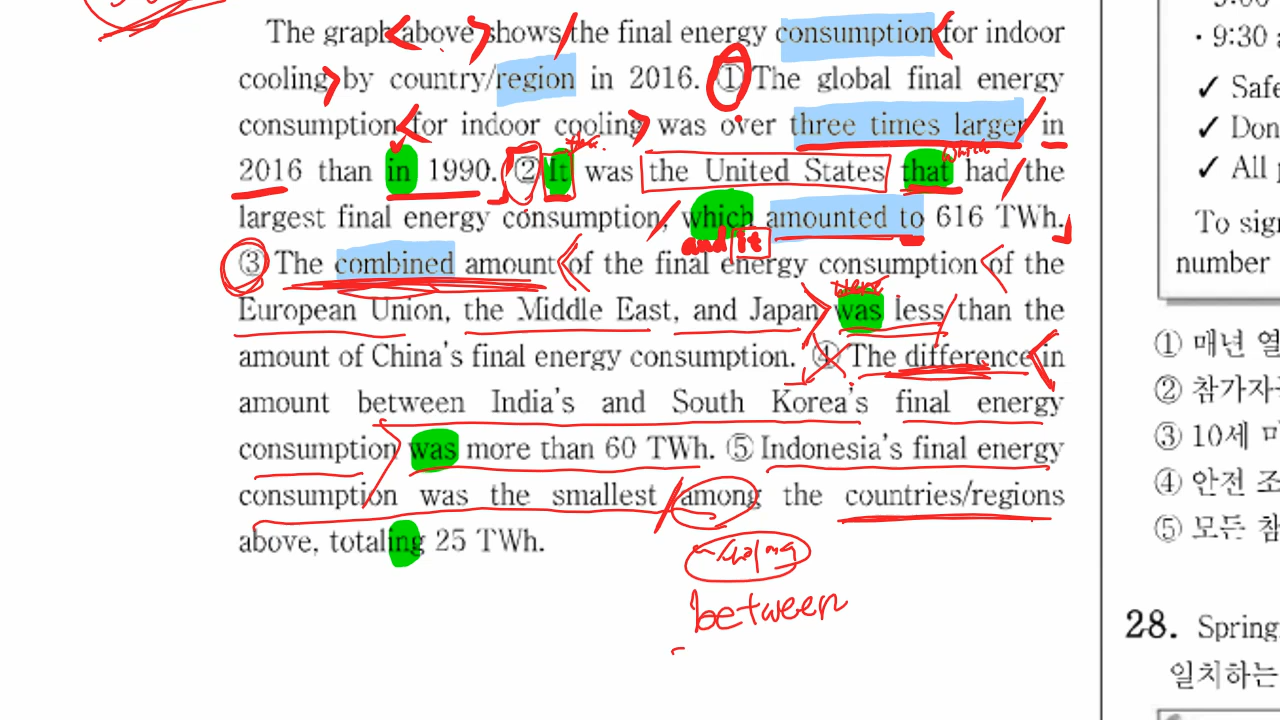 The graph above shows the final energy consumption for indoor
cooling by country/region in 2016. ① The global final energy
consumption for indoor cooling was over three times larger in
2016 than in 1990. ② It was the United States that had the
largest final energy consumption, which amounted to 616 TWh.
and it
③ The combined amount of the final energy consumption of the
were
European Union, the Middle East, and Japan was less than the
amount of China's final energy consumption. ④ The difference in
amount between India's and South Korea's final energy
consumption was more than 60 TWh. ⑤ Indonesia's final energy
consumption was the smallest among the countries/regions
above, totaling 25 TWh.
between
· 9:30
✓ Safe
✓ Don
✓ All
To sign
number
① 매년 열
② 참가자
③ 10세
④ 안전 조
⑤ 모든 참
28. Spring
일치하는